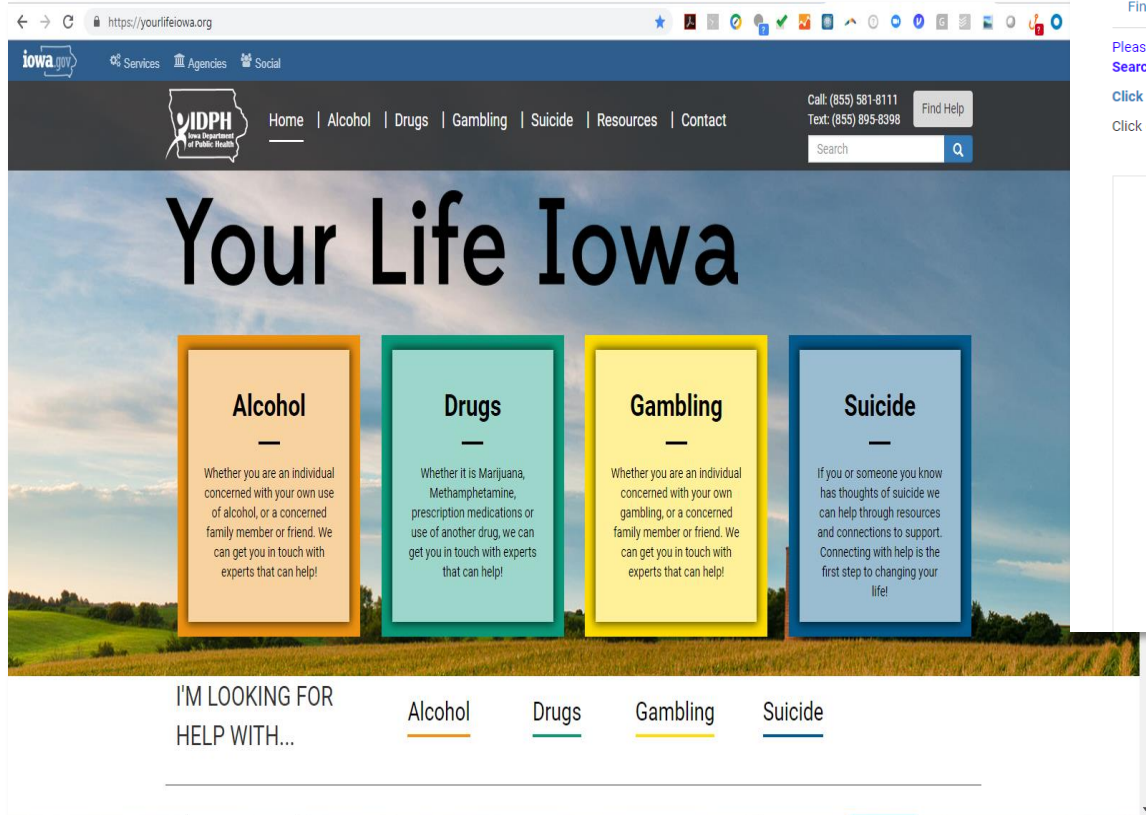 https://yourlifeiowa.org
iowa.gov
Services
Agencies
Social
IDPH
Iowa Department
of Public Health
Home | Alcohol | Drugs | Gambling | Suicide | Resources | Contact
Call: (855) 581-8111
Text: (855) 895-8398
Find Help
Search
Your Life Iowa
Alcohol
Whether you are an individual
concerned with your own use
of alcohol, or a concerned
family member or friend. We
can get you in touch with
experts that can help!
Drugs
Whether it is Marijuana,
Methamphetamine,
prescription medications or
use of another drug, we can
get you in touch with experts
that can help!
Gambling
Whether you are an individual
concerned with your own
gambling, or a concerned
family member or friend. We
can get you in touch with
experts that can help!
Suicide
If you or someone you know
has thoughts of suicide we
can help through resources
and connections to support.
Connecting with help is the
first step to changing your
life!
I'M LOOKING FOR
HELP WITH...
Alcohol
Drugs
Gambling
Suicide
Fin
Pleas
Searc
Click
Click